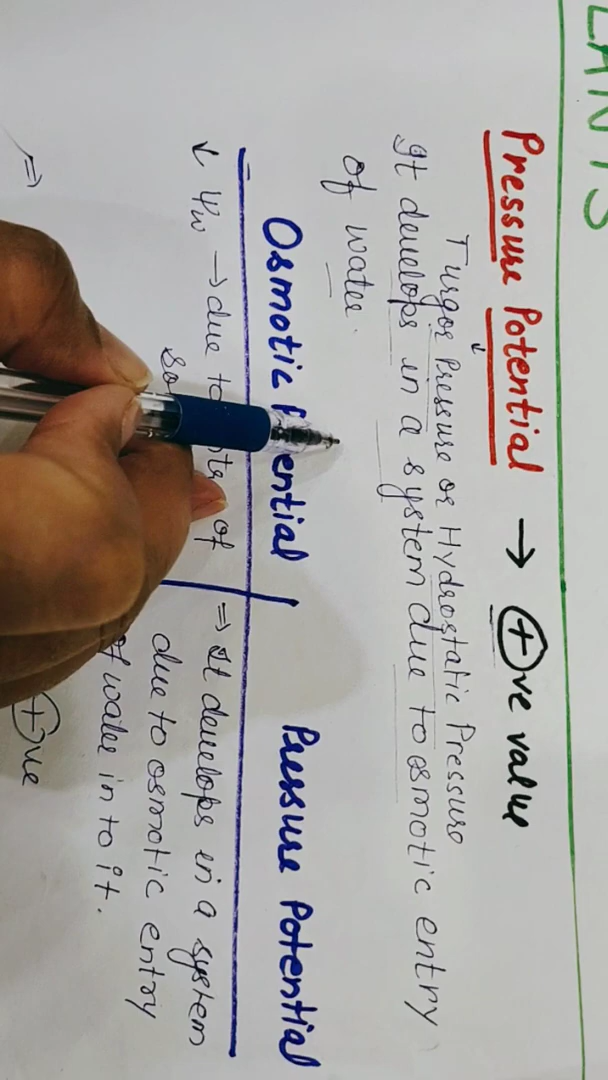 Pressure Potential → ⊕ve value
↓
Turgor Pressure or Hydrostatic Pressure
It develops in a system due to osmotic entry
of water.
Osmotic Pressure Potential
↓ Ψw → due to of ⇒ It develops in a system
due to osmotic entry
of water in to it.
⇒ ⊕ve